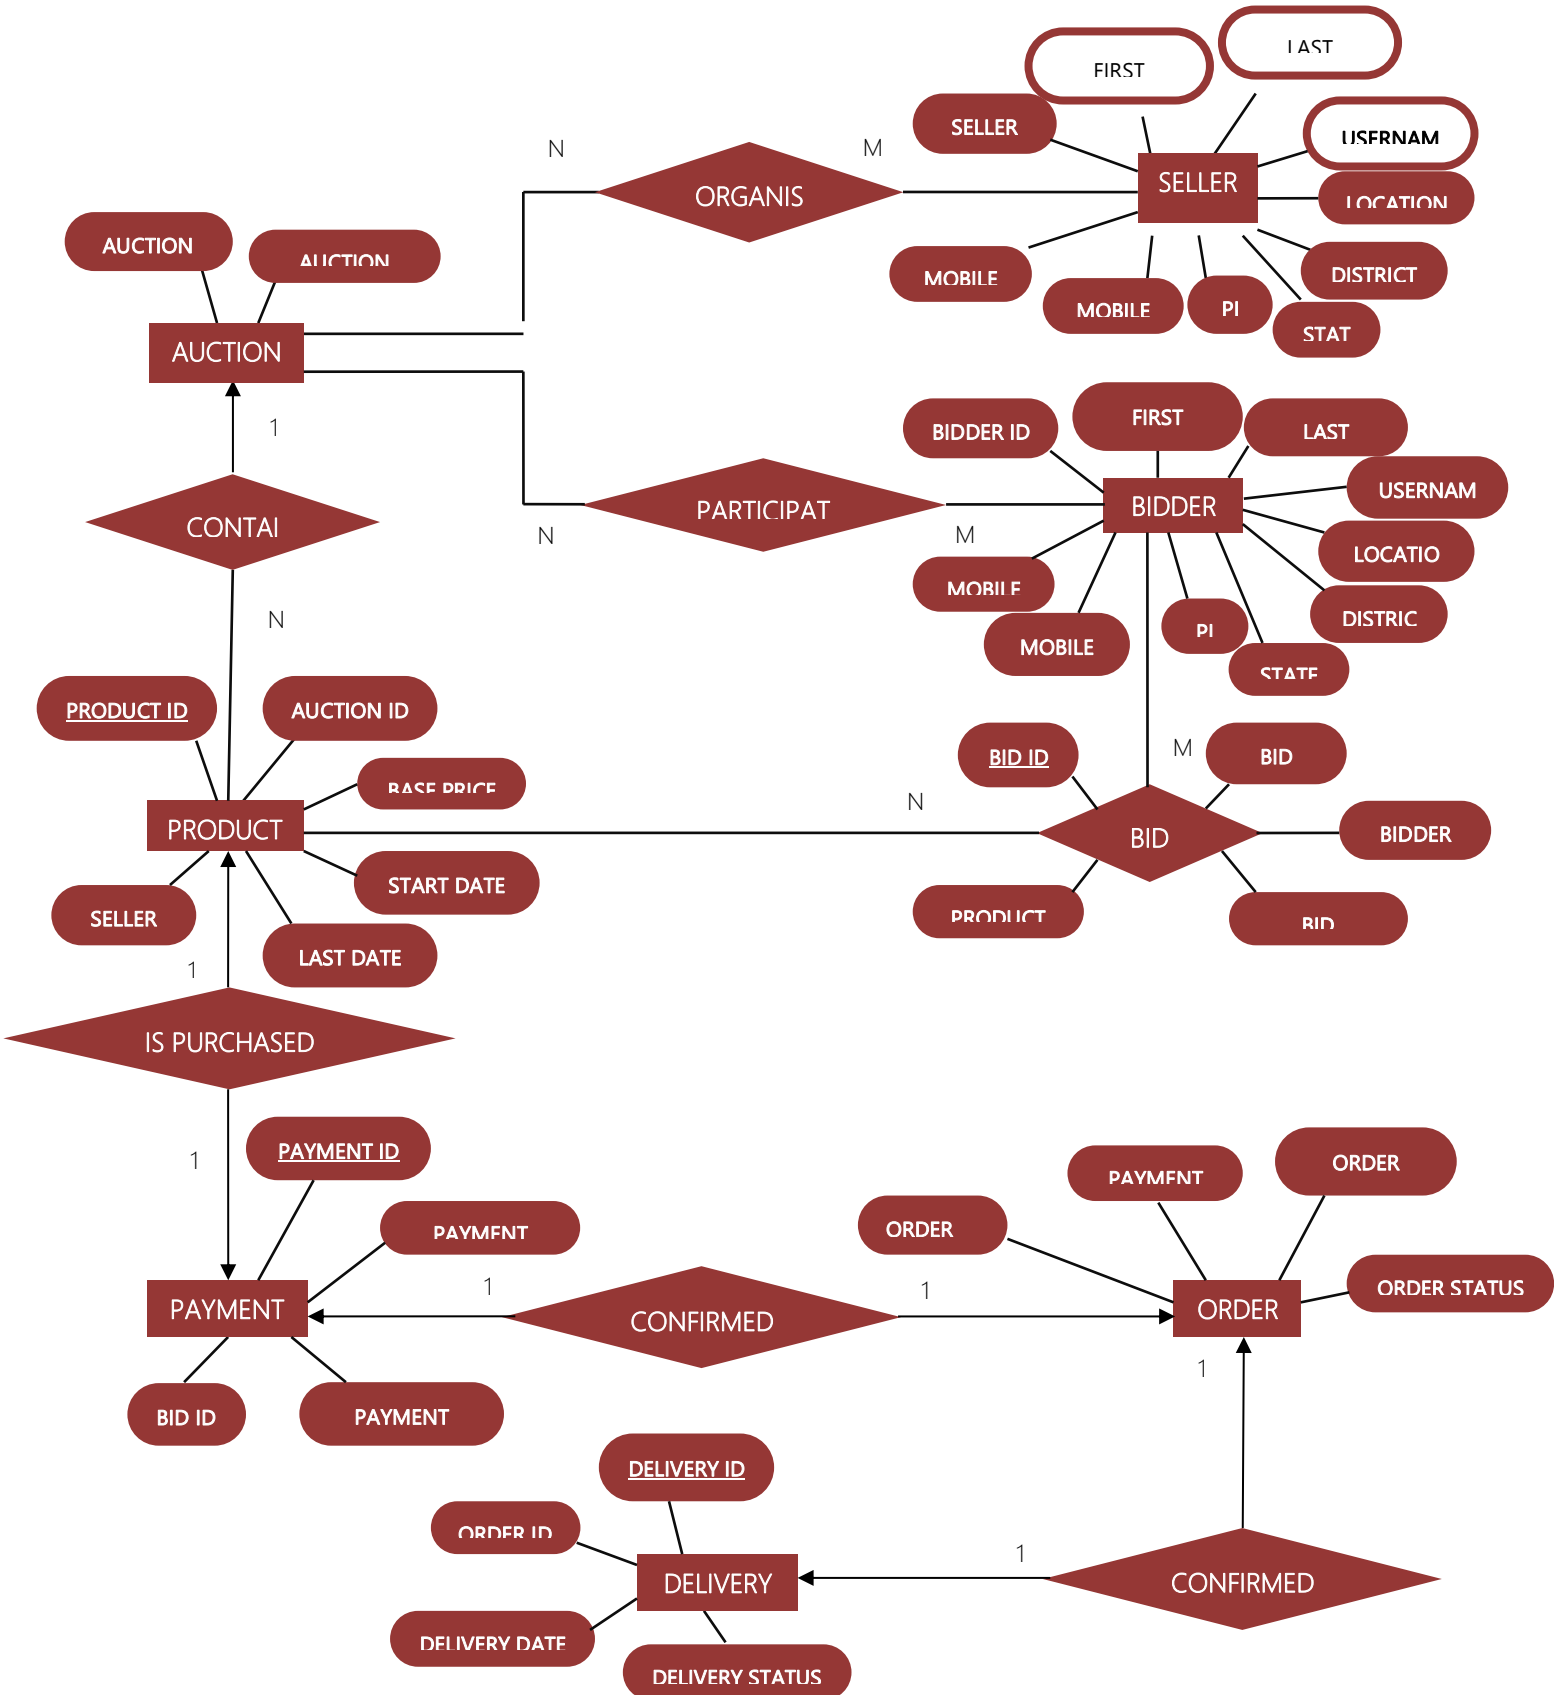 LAST
FIRST
SELLER
USERNAM
N
M
SELLER
ORGANIS
LOCATION
AUCTION
AUCTION
MOBILE
DISTRICT
MOBILE
PI
STAT
AUCTION
1
BIDDER ID
FIRST
LAST
USERNAM
CONTAI
PARTICIPAT
BIDDER
N
M
LOCATIO
MOBILE
DISTRIC
N
MOBILE
PI
STATE
PRODUCT ID
AUCTION ID
BID ID
M
BID
BASE PRICE
N
PRODUCT
BID
BIDDER
START DATE
SELLER
PRODUCT
BID
LAST DATE
1
IS PURCHASED
1
PAYMENT ID
PAYMENT
ORDER
PAYMENT
ORDER
1
1
ORDER STATUS
PAYMENT
CONFIRMED
ORDER
1
BID ID
PAYMENT
DELIVERY ID
ORDER ID
1
DELIVERY
CONFIRMED
DELIVERY DATE
DELIVERY STATUS